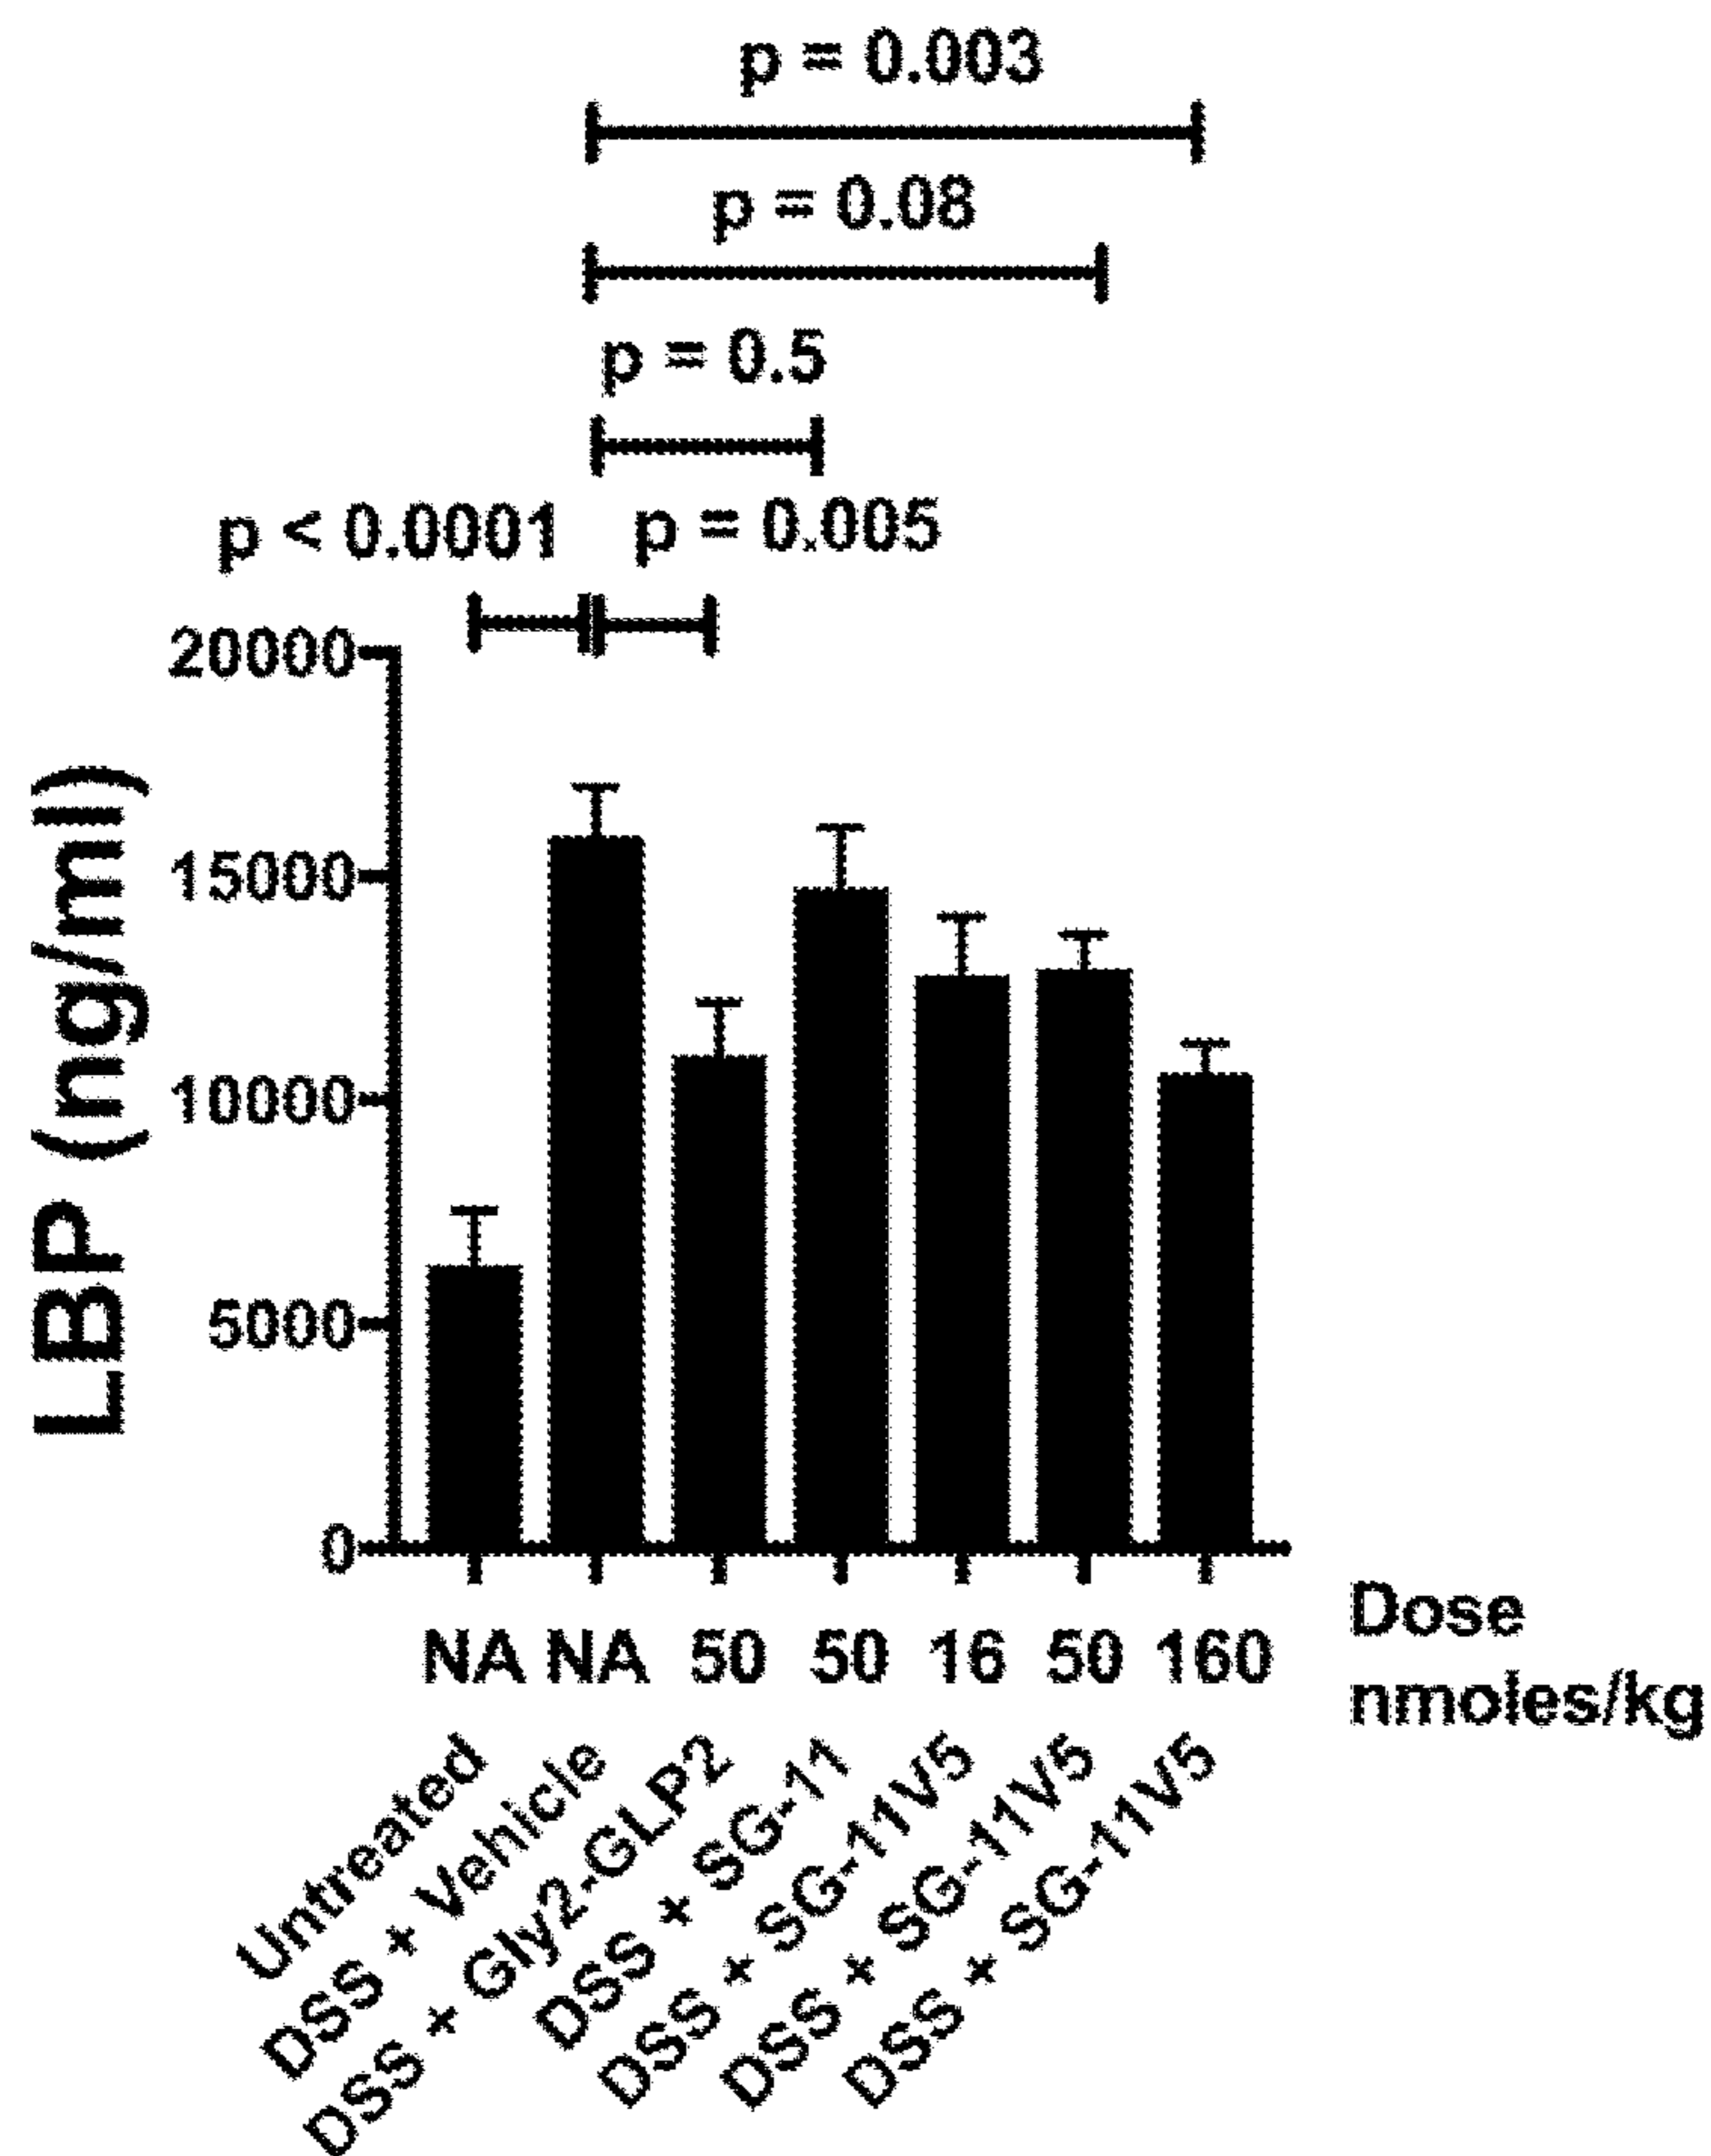 p = 0.003
p = 0.08
p = 0.5
p < 0.0001
p = 0.005
LBP (ng/ml)
20000
15000
10000
5000
0
NA NA 50 50 16 50 160
Dose
nmoles/kg
Untreated
DSS + Vehicle
DSS + Gly2-GLP2
DSS + SG-11
DSS + SG-11V5
DSS + SG-11V5
DSS + SG-11V5